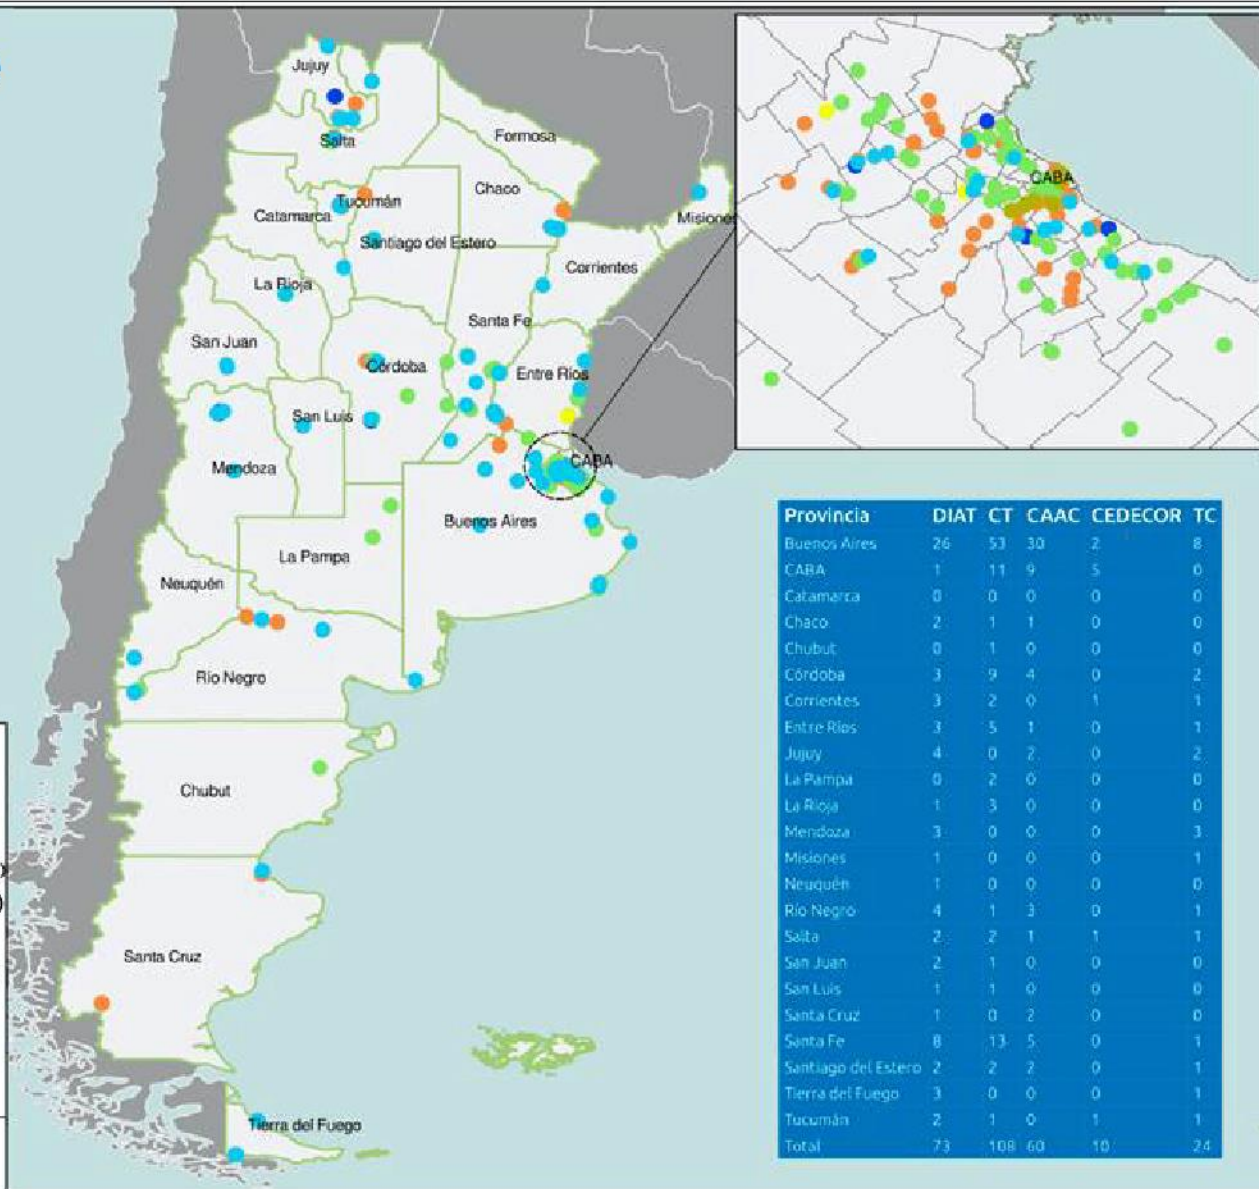 Jujuy
Salta
Formosa
Chaco
Tucumán
Catamarca
Misiones
Santiago del Estero
Corrientes
La Rioja
Santa Fe
San Juan
Córdoba
Entre Ríos
San Luis
Mendoza
CABA
Buenos Aires
La Pampa
Neuquén
Río Negro
Chubut
Santa Cruz
Tierra del Fuego
CABA
Provincia DIAT CT CAAC CEDECOR TC
Buenos Aires 26 53 30 2 8
CABA 1 11 9 5 0
Catamarca 0 0 0 0 0
Chaco 2 1 1 0 0
Chubut 0 1 0 0 0
Córdoba 3 9 4 0 2
Corrientes 3 2 0 1 1
Entre Ríos 3 5 1 0 1
Jujuy 4 0 2 0 2
La Pampa 0 2 0 0 0
La Rioja 1 3 0 0 0
Mendoza 3 0 0 0 3
Misiones 1 0 0 0 1
Neuquén 1 0 0 0 0
Río Negro 4 1 3 0 1
Salta 2 2 1 1 1
San Juan 2 1 0 0 0
San Luis 1 1 0 0 0
Santa Cruz 1 0 2 0 0
Santa Fe 8 13 5 0 1
Santiago del Estero 2 2 2 0 1
Tierra del Fuego 3 0 0 0 1
Tucumán 2 1 0 1 1
Total 73 108 60 10 24